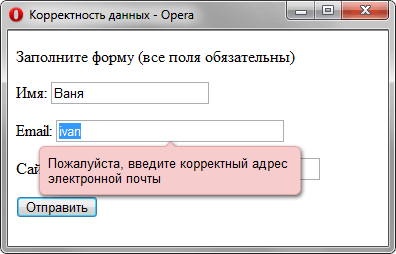 Корректность данных - Opera
Заполните форму (все поля обязательны)
Имя: Ваня
Email: ivan
Пожалуйста, введите корректный адрес
электронной почты
Отправить